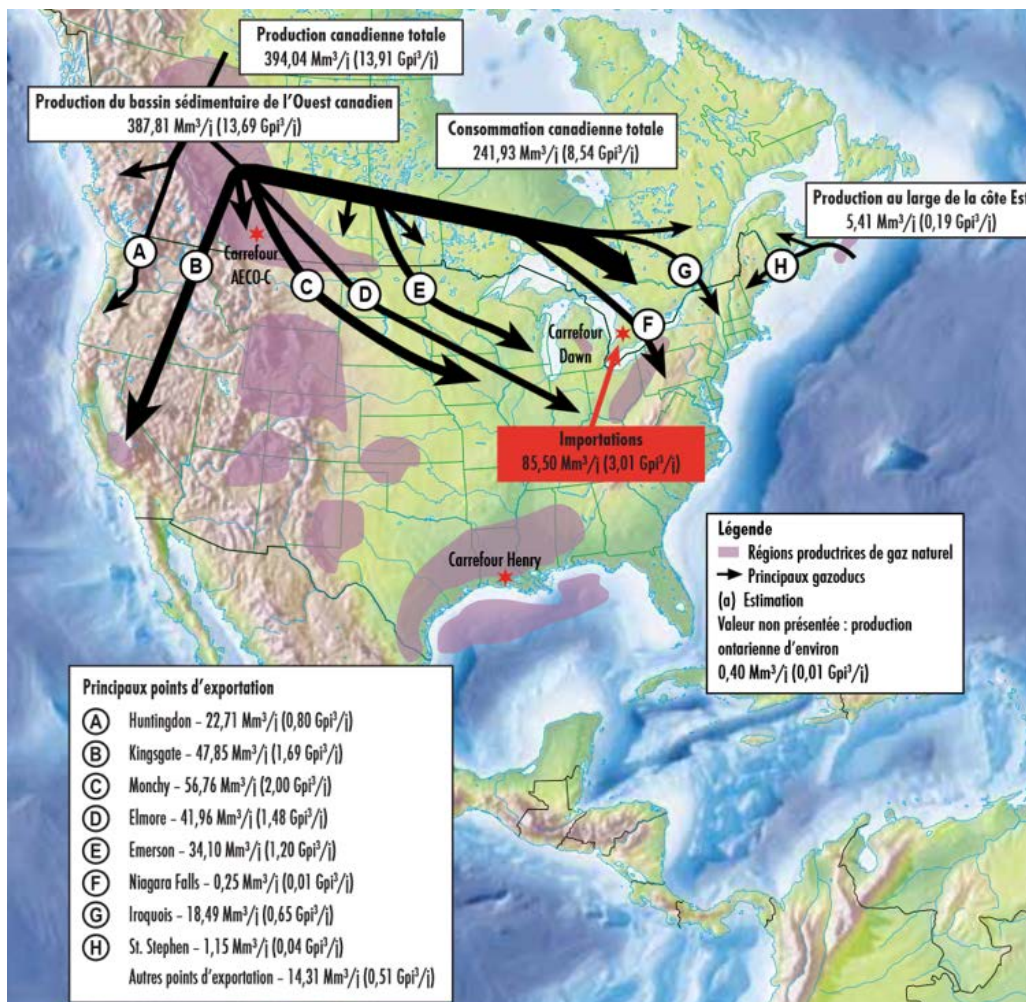 Production canadienne totale
394,04 Mm³/j (13,91 Gpi³/j)
Production du bassin sédimentaire de l'Ouest canadien
387,81 Mm³/j (13,69 Gpi³/j)
Consommation canadienne totale
241,93 Mm³/j (8,54 Gpi³/j)
Production au large de la côte Est
5,41 Mm³/j (0,19 Gpi³/j)
A
B
Carrefour
AECO-C
C
D
E
F
G
H
Carrefour
Dawn
Importations
85,50 Mm³/j (3,01 Gpi³/j)
Carrefour Henry
Légende
Régions productrices de gaz naturel
Principaux gazoducs
(a) Estimation
Valeur non présentée : production
ontarienne d'environ
0,40 Mm³/j (0,01 Gpi³/j)
Principaux points d'exportation
A Huntingdon – 22,71 Mm³/j (0,80 Gpi³/j)
B Kingsgate – 47,85 Mm³/j (1,69 Gpi³/j)
C Monchy – 56,76 Mm³/j (2,00 Gpi³/j)
D Elmore – 41,96 Mm³/j (1,48 Gpi³/j)
E Emerson – 34,10 Mm³/j (1,20 Gpi³/j)
F Niagara Falls – 0,25 Mm³/j (0,01 Gpi³/j)
G Iroquois – 18,49 Mm³/j (0,65 Gpi³/j)
H St. Stephen – 1,15 Mm³/j (0,04 Gpi³/j)
Autres points d'exportation – 14,31 Mm³/j (0,51 Gpi³/j)